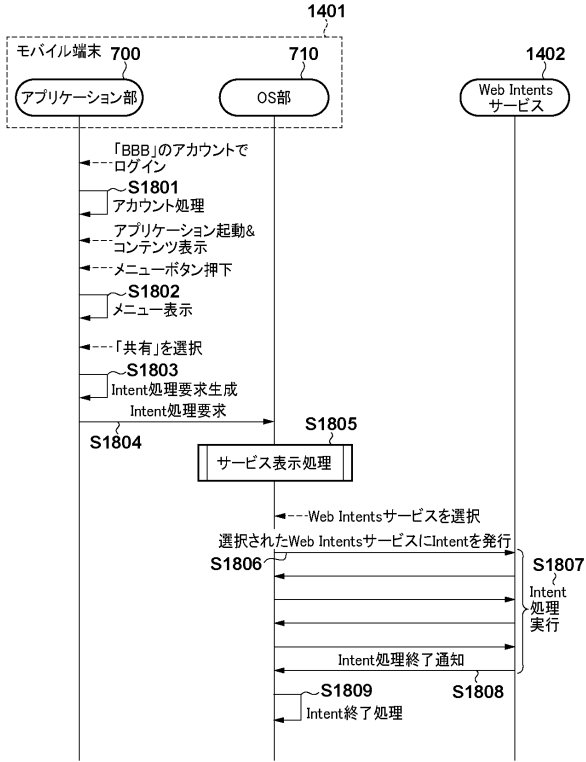 1401
モバイル端末
700
710
1402
アプリケーション部
OS部
Web Intents
サービス
「BBB」のアカウントで
ログイン
S1801
アカウント処理
アプリケーション起動&
コンテンツ表示
メニューボタン押下
S1802
メニュー表示
「共有」を選択
S1803
Intent処理要求生成
Intent処理要求
S1804
S1805
サービス表示処理
Web Intentsサービスを選択
選択されたWeb IntentsサービスにIntentを発行
S1806
S1807
Intent
処理
実行
Intent処理終了通知
S1808
S1809
Intent終了処理